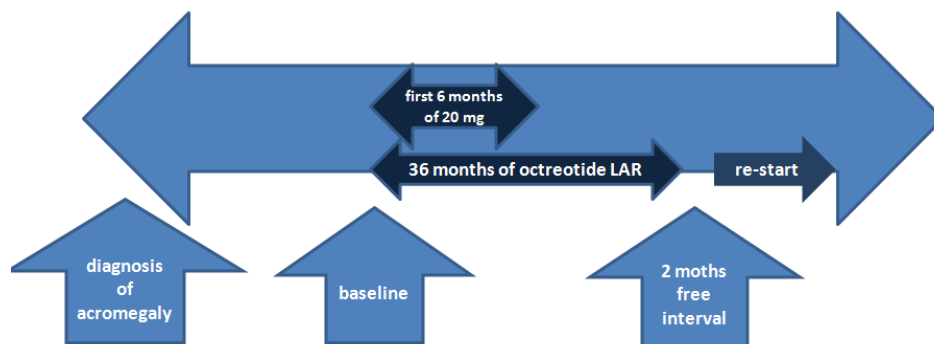 first 6 months
of 20 mg
36 months of octreotide LAR
re-start
diagnosis
of
acromegaly
baseline
2 moths
free
interval